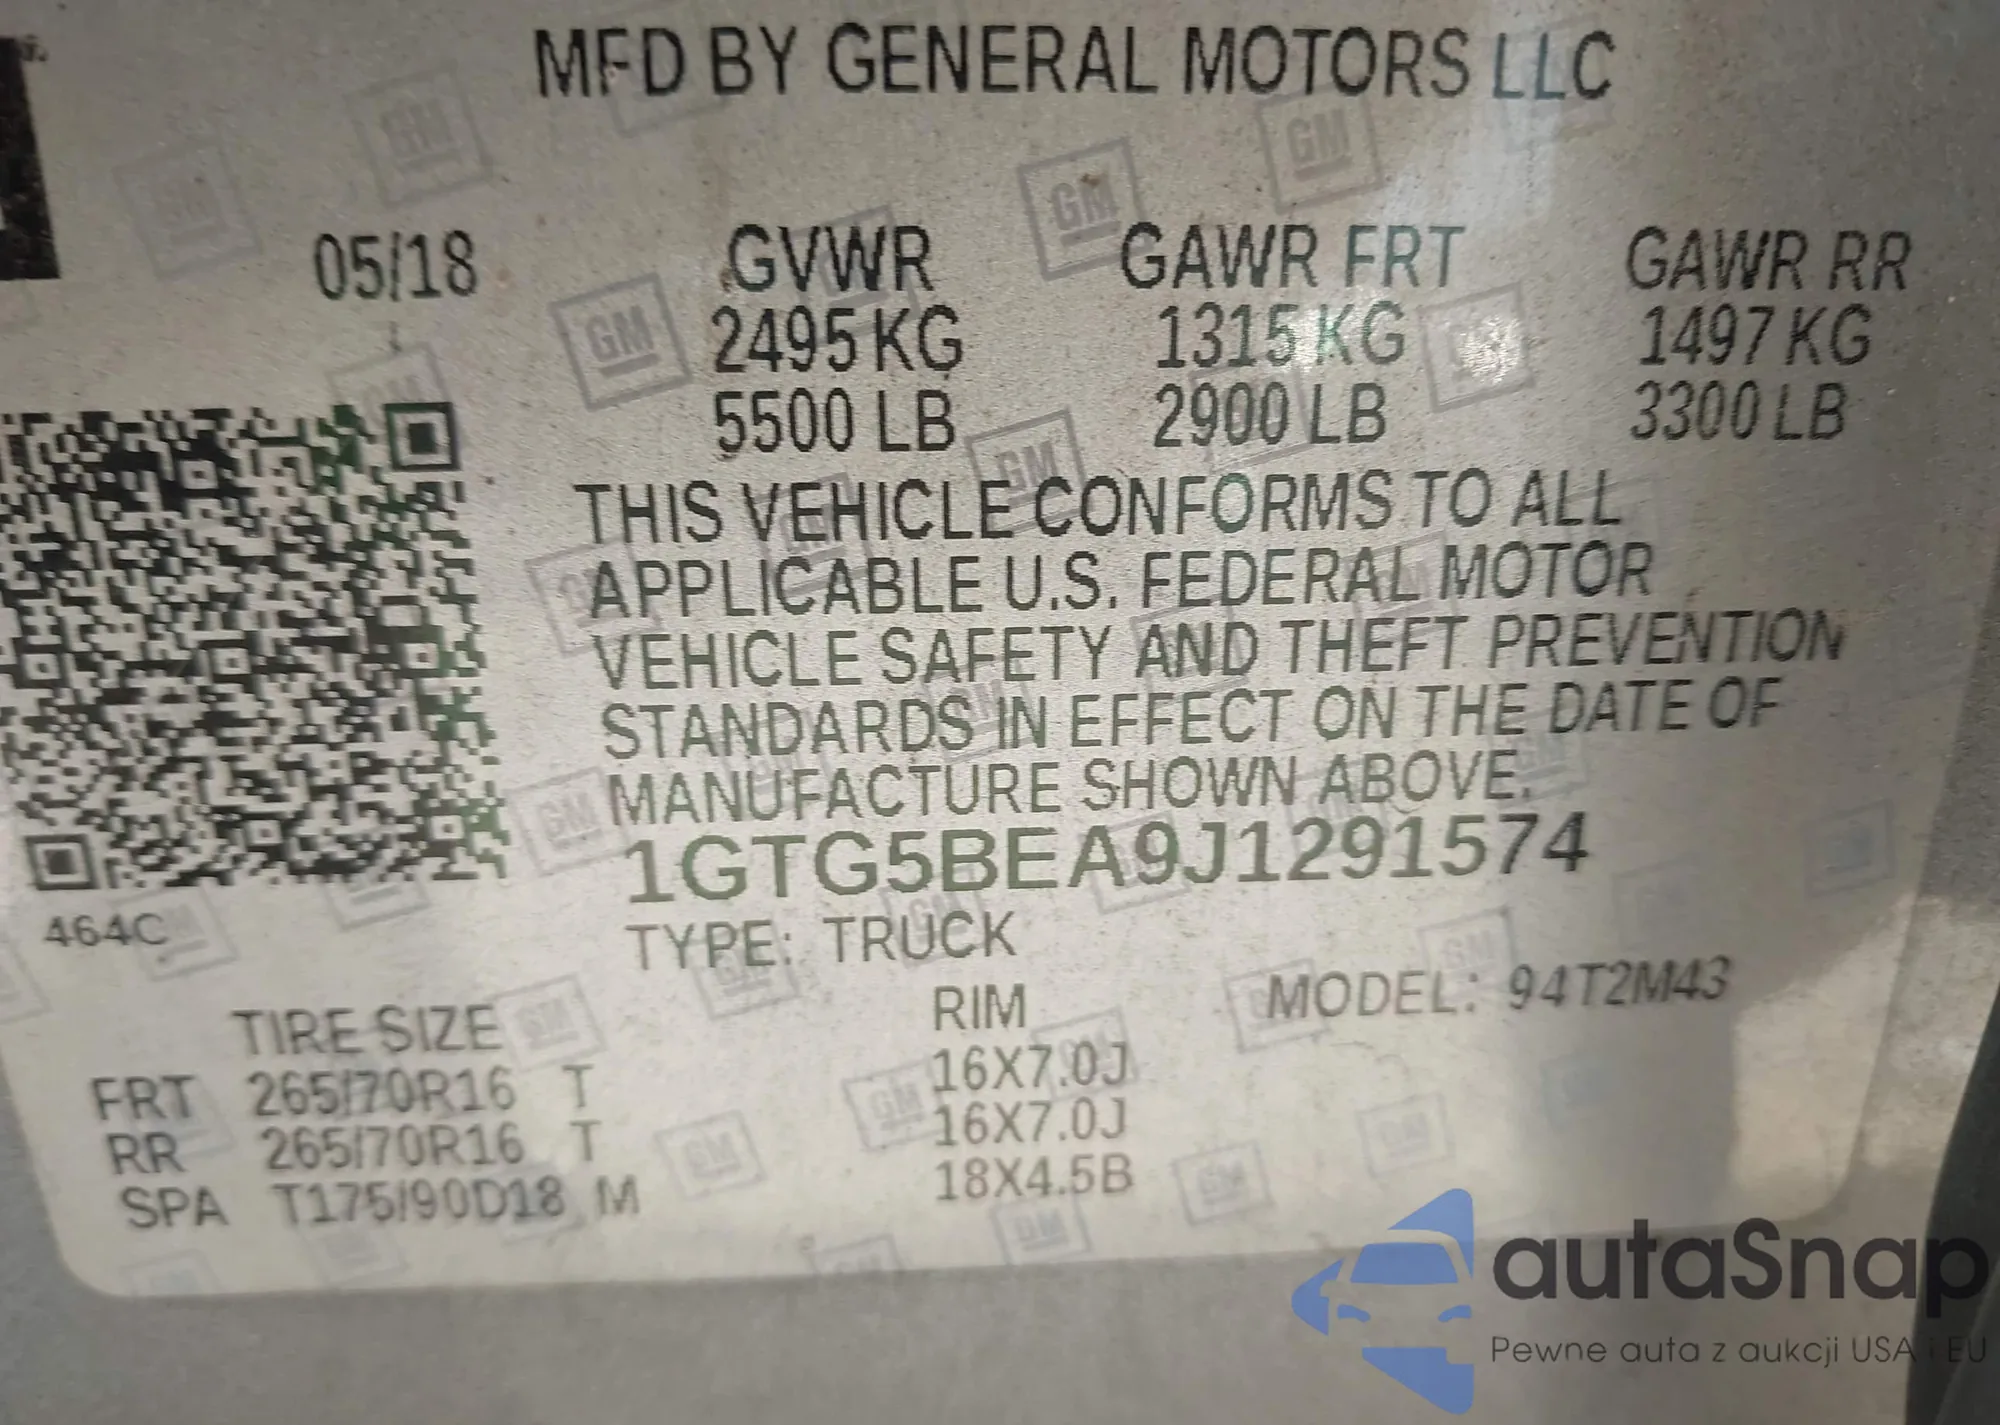 MFD BY GENERAL MOTORS LLC
05/18 GVWR GAWR FRT GAWR RR
2495 KG 1315 KG 1497 KG
5500 LB 2900 LB 3300 LB
THIS VEHICLE CONFORMS TO ALL
APPLICABLE U.S. FEDERAL MOTOR
VEHICLE SAFETY AND THEFT PREVENTION
STANDARDS IN EFFECT ON THE DATE OF
MANUFACTURE SHOWN ABOVE.
1GTG5BEA9J1291574
464C
TYPE: TRUCK
MODEL: 94T2M43
TIRE SIZE RIM
FRT 265/70R16 T 16X7.0J
RR 265/70R16 T 16X7.0J
SPA T175/90D18 M 18X4.5B
autaSnap
Pewne auta z aukcji USA i EU